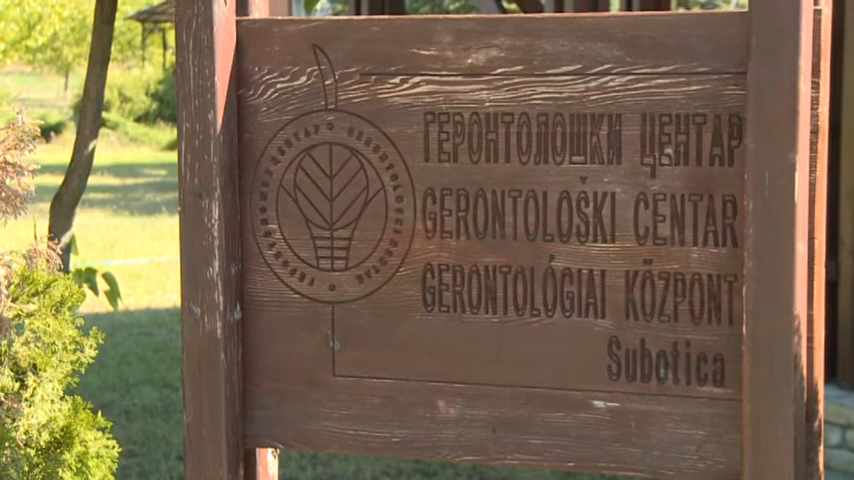 ГЕРОНТОЛОШКИ ЦЕНТАР
GERONTOLOŠKI CENTAR
GERONTOLÓGIAI KÖZPONT
Subotica